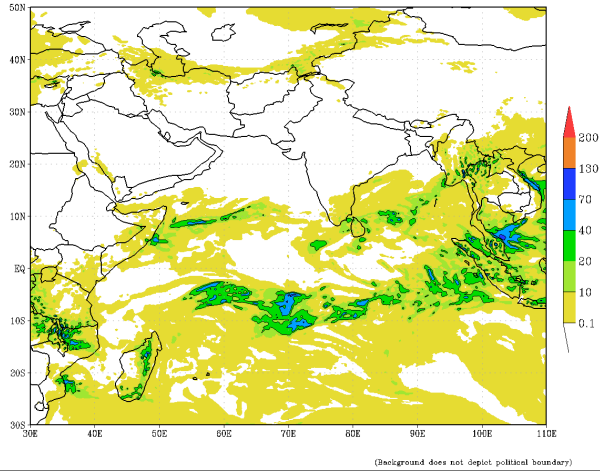 50N
40N
30N
20N
10N
EQ
10S
20S
30S
30E 40E 50E 60E 70E 80E 90E 100E 110E
200
130
70
40
20
10
0.1
(Background does not depict political boundary)